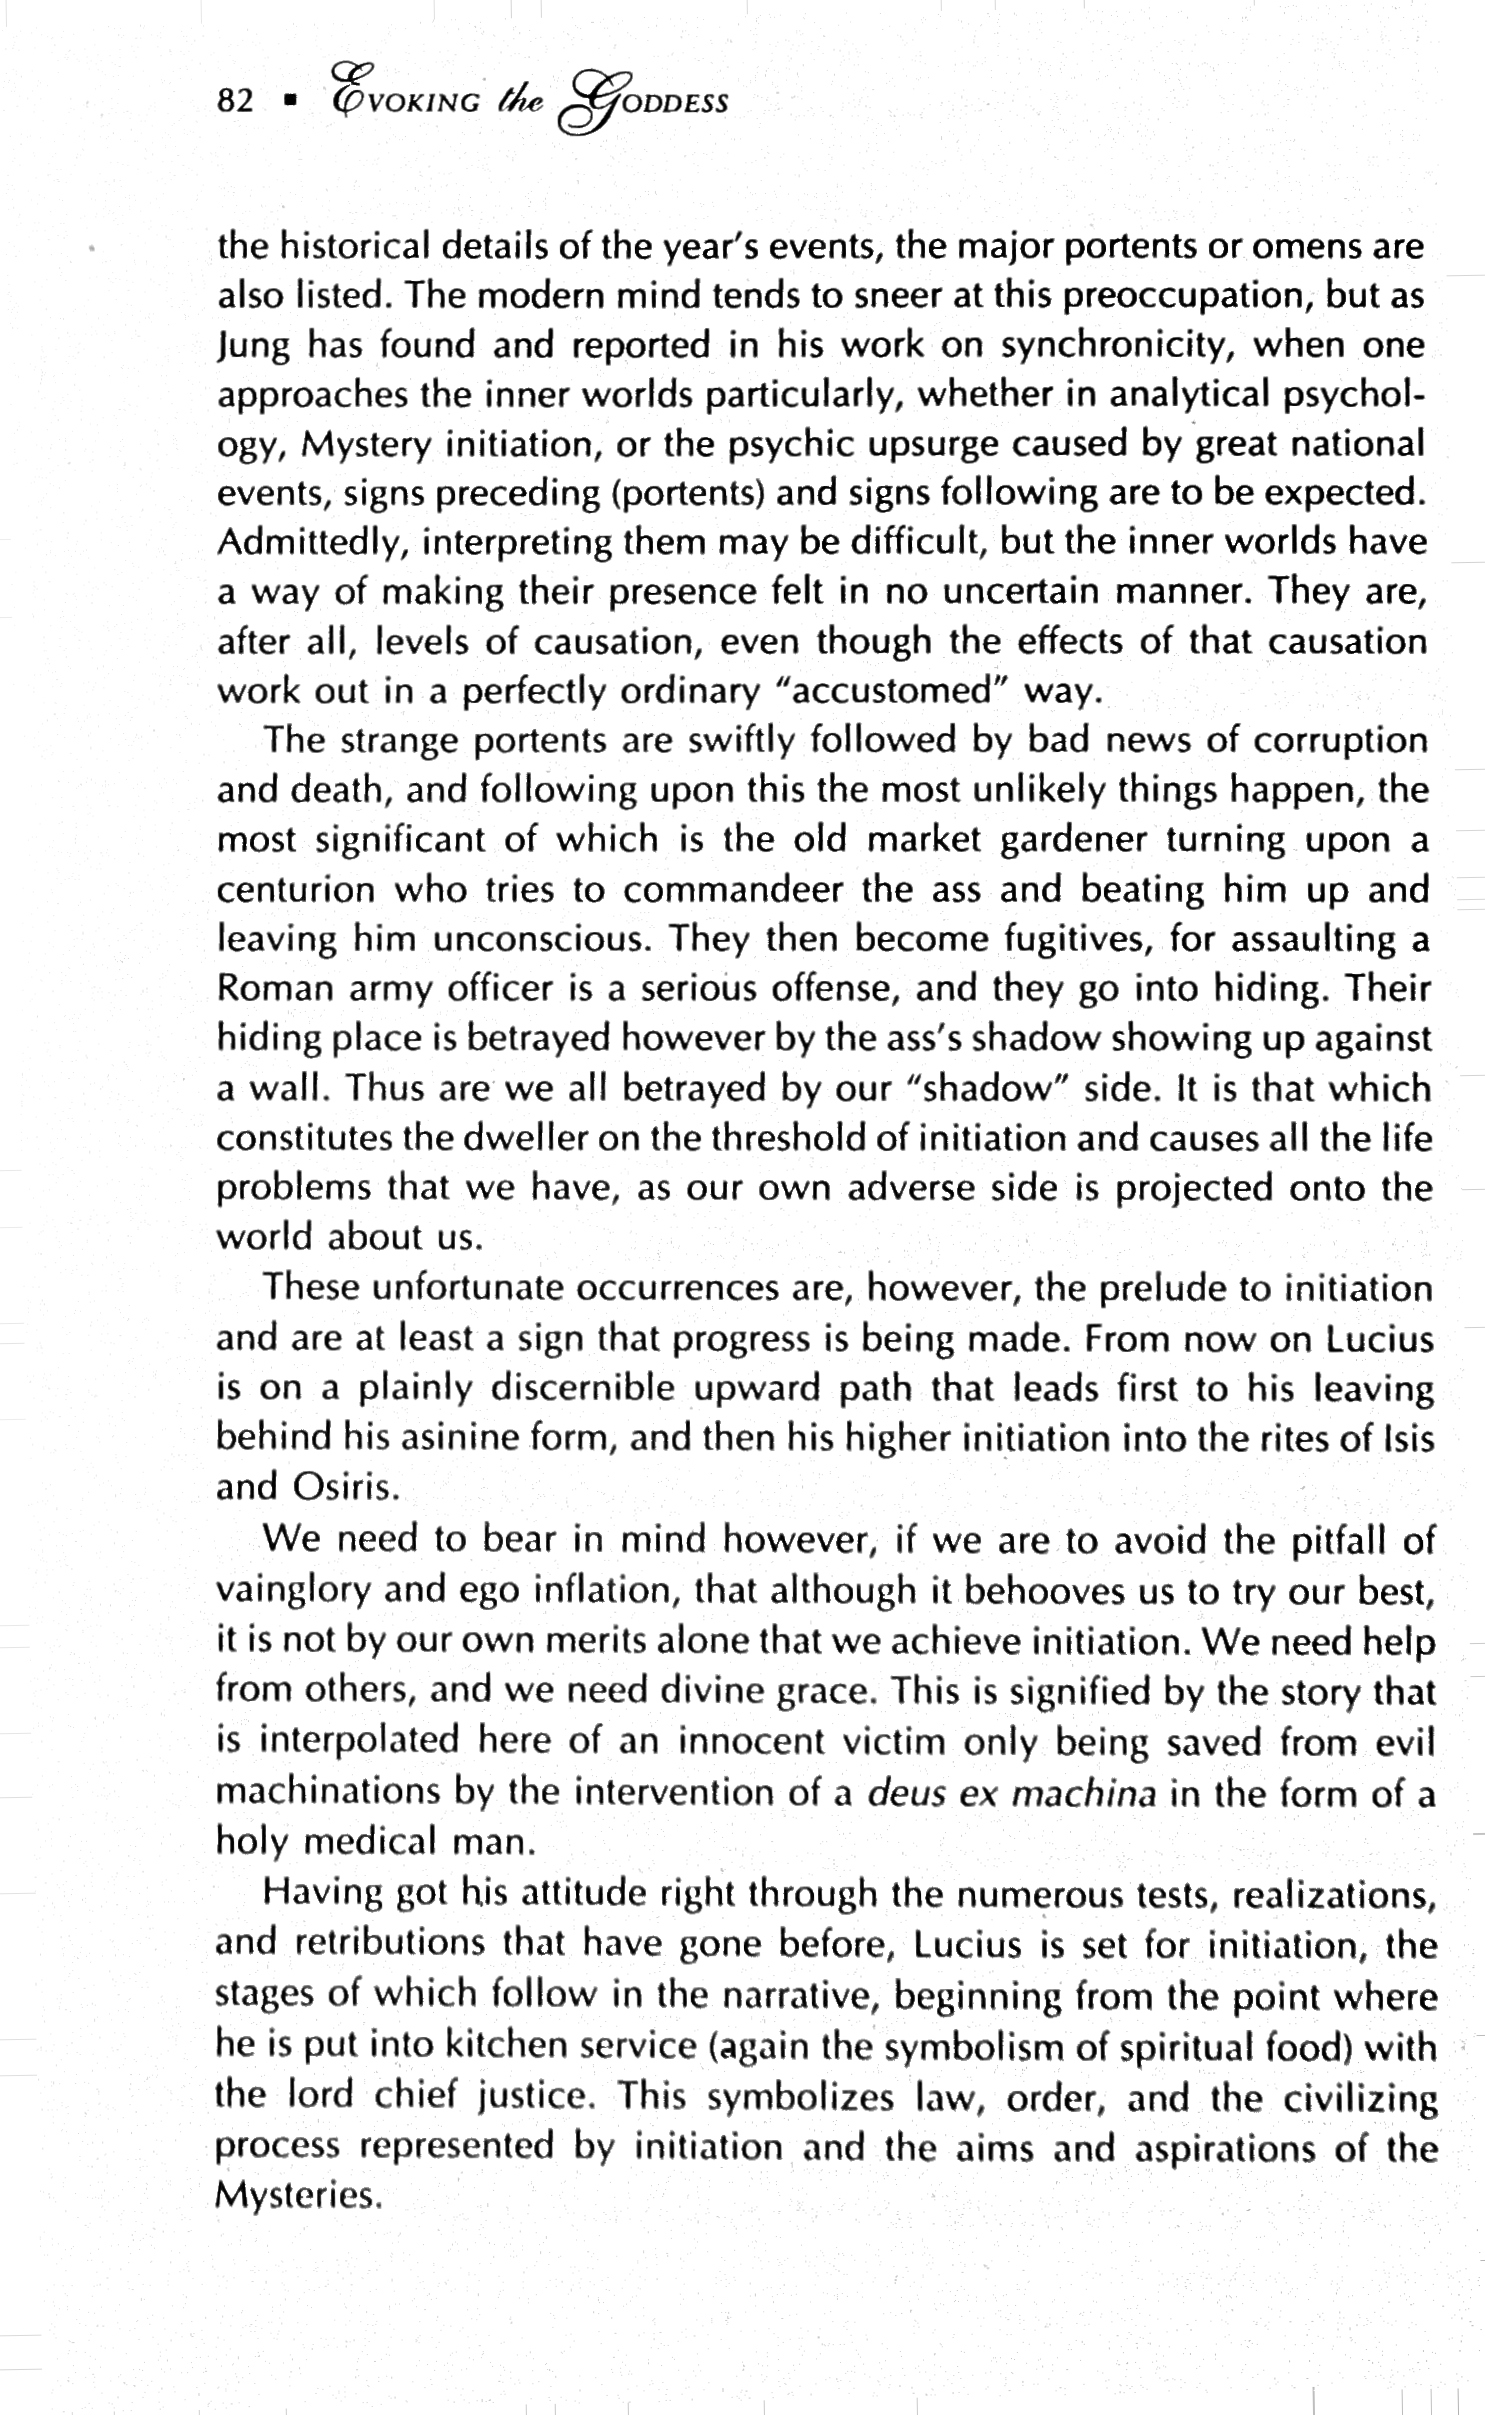 82 ▪ Evoking the Goddess
the historical details of the year's events, the major portents or omens are
also listed. The modern mind tends to sneer at this preoccupation, but as
Jung has found and reported in his work on synchronicity, when one
approaches the inner worlds particularly, whether in analytical psychol-
ogy, Mystery initiation, or the psychic upsurge caused by great national
events, signs preceding (portents) and signs following are to be expected.
Admittedly, interpreting them may be difficult, but the inner worlds have
a way of making their presence felt in no uncertain manner. They are,
after all, levels of causation, even though the effects of that causation
work out in a perfectly ordinary "accustomed" way.
The strange portents are swiftly followed by bad news of corruption
and death, and following upon this the most unlikely things happen, the
most significant of which is the old market gardener turning upon a
centurion who tries to commandeer the ass and beating him up and
leaving him unconscious. They then become fugitives, for assaulting a
Roman army officer is a serious offense, and they go into hiding. Their
hiding place is betrayed however by the ass's shadow showing up against
a wall. Thus are we all betrayed by our "shadow" side. It is that which
constitutes the dweller on the threshold of initiation and causes all the life
problems that we have, as our own adverse side is projected onto the
world about us.
These unfortunate occurrences are, however, the prelude to initiation
and are at least a sign that progress is being made. From now on Lucius
is on a plainly discernible upward path that leads first to his leaving
behind his asinine form, and then his higher initiation into the rites of Isis
and Osiris.
We need to bear in mind however, if we are to avoid the pitfall of
vainglory and ego inflation, that although it behooves us to try our best,
it is not by our own merits alone that we achieve initiation. We need help
from others, and we need divine grace. This is signified by the story that
is interpolated here of an innocent victim only being saved from evil
machinations by the intervention of a deus ex machina in the form of a
holy medical man.
Having got his attitude right through the numerous tests, realizations,
and retributions that have gone before, Lucius is set for initiation, the
stages of which follow in the narrative, beginning from the point where
he is put into kitchen service (again the symbolism of spiritual food) with
the lord chief justice. This symbolizes law, order, and the civilizing
process represented by initiation and the aims and aspirations of the
Mysteries.